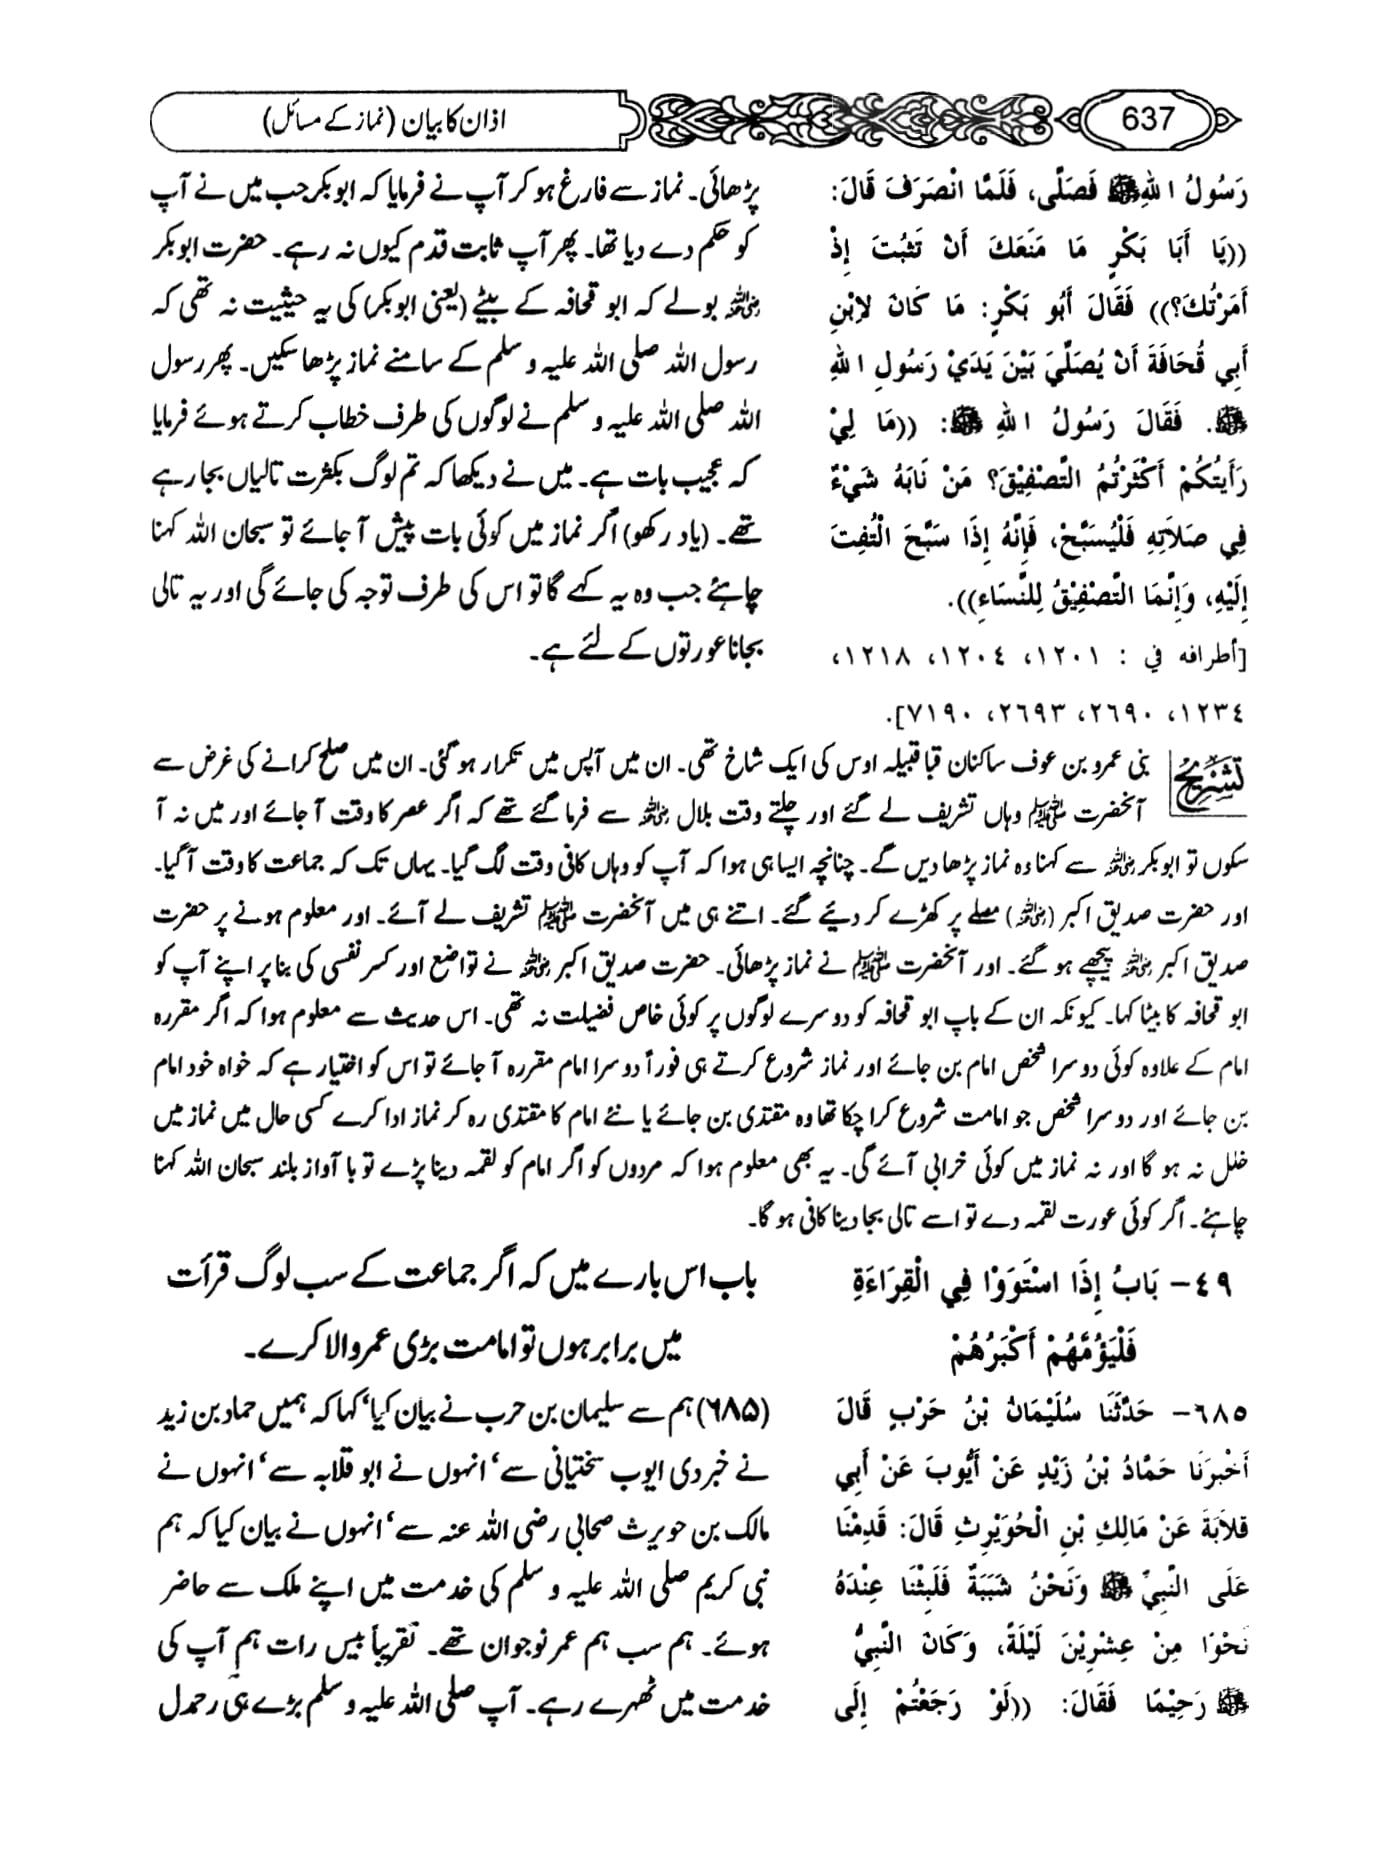 637
اذان کا بیان (نماز کے مسائل)
رَسُولُ اللهِ ﷺ فَصَلَّى، فَلَمَّا انْصَرَفَ قَالَ:
((يَا أَبَا بَكْرٍ مَا مَنَعَكَ أَنْ تَثْبُتَ إِذْ
أَمَرْتُكَ؟)) فَقَالَ أَبُو بَكْرٍ: مَا كَانَ لاِبْنِ
أَبِي قُحَافَةَ أَنْ يُصَلِّيَ بَيْنَ يَدَيْ رَسُولِ اللهِ
ﷺ. فَقَالَ رَسُولُ اللهِ ﷺ: ((مَا لِيْ
رَأَيْتُكُمْ أَكْثَرْتُمُ التَّصْفِيْقَ؟ مَنْ نَابَهُ شَيْءٌ
فِي صَلاَتِهِ فَلْيُسَبِّحْ، فَإِنَّهُ إِذَا سَبَّحَ الْتُفِتَ
إِلَيْهِ، وَإِنَّمَا التَّصْفِيْقُ لِلنِّسَاءِ)).
[أطرافه في : ١٢٠١، ١٢٠٤، ١٢١٨،
١٢٣٤، ٢٦٩٠، ٢٦٩٣، ٧١٩٠].
پڑھائی۔ نماز سے فارغ ہو کر آپ نے فرمایا کہ ابوبکر جب میں نے آپ
کو حکم دے دیا تھا۔ پھر آپ ثابت قدم کیوں نہ رہے۔ حضرت ابوبکر
رضی اللہ عنہ بولے کہ ابو قحافہ کے بیٹے (یعنی ابوبکر) کی یہ حیثیت نہ تھی کہ
رسول اللہ صلی اللہ علیہ و سلم کے سامنے نماز پڑھا سکیں۔ پھر رسول
اللہ صلی اللہ علیہ و سلم نے لوگوں کی طرف خطاب کرتے ہوئے فرمایا
کہ عجیب بات ہے۔ میں نے دیکھا کہ تم لوگ بکثرت تالیاں بجا رہے
تھے۔ (یاد رکھو) اگر نماز میں کوئی بات پیش آ جائے تو سبحان اللہ کہنا
چاہئے جب وہ یہ کہے گا تو اس کی طرف توجہ کی جائے گی اور یہ تالی
بجانا عورتوں کے لئے ہے۔
تشریح بنی عمرو بن عوف ساکنان قبا قبیلہ اوس کی ایک شاخ تھی۔ ان میں آپس میں تکرار ہو گئی۔ ان میں صلح کرانے کی غرض سے
آنحضرت ﷺ وہاں تشریف لے گئے اور چلتے وقت بلال رضی اللہ عنہ سے فرما گئے تھے کہ اگر عصر کا وقت آ جائے اور میں نہ آ
سکوں تو ابوبکر رضی اللہ عنہ سے کہنا وہ نماز پڑھا دیں گے۔ چنانچہ ایسا ہی ہوا کہ آپ کو وہاں کافی وقت لگ گیا۔ یہاں تک کہ جماعت کا وقت آگیا۔
اور حضرت صدیق اکبر (رضی اللہ عنہ) مصلے پر کھڑے کر دیئے گئے۔ اتنے ہی میں آنحضرت ﷺ تشریف لے آئے۔ اور معلوم ہونے پر حضرت
صدیق اکبر رضی اللہ عنہ پیچھے ہو گئے۔ اور آنحضرت ﷺ نے نماز پڑھائی۔ حضرت صدیق اکبر رضی اللہ عنہ نے تواضع اور کسر نفسی کی بنا پر اپنے آپ کو
ابو قحافہ کا بیٹا کہا۔ کیونکہ ان کے باپ ابو قحافہ کو دوسرے لوگوں پر کوئی خاص فضیلت نہ تھی۔ اس حدیث سے معلوم ہوا کہ اگر مقررہ
امام کے علاوہ کوئی دوسرا شخص امام بن جائے اور نماز شروع کرتے ہی فوراً دوسرا امام مقررہ آ جائے تو اس کو اختیار ہے کہ خواہ خود امام
بن جائے اور دوسرا شخص جو امامت شروع کرا چکا تھا وہ مقتدی بن جائے یا نئے امام کا مقتدی رہ کر نماز ادا کرے کسی حال میں نماز میں
خلل نہ ہو گا اور نہ نماز میں کوئی خرابی آئے گی۔ یہ بھی معلوم ہوا کہ مردوں کو اگر امام کو لقمہ دینا پڑے تو با آواز بلند سبحان اللہ کہنا
چاہئے۔ اگر کوئی عورت لقمہ دے تو اسے تالی بجا دینا کافی ہو گا۔
٤٩- بَابُ إِذَا اسْتَوَوْا فِي الْقِرَاءَةِ
فَلْيَؤُمَّهُمْ أَكْبَرُهُمْ
باب اس بارے میں کہ اگر جماعت کے سب لوگ قرأت
میں برابر ہوں تو امامت بڑی عمر والا کرے۔
٦٨٥- حَدَّثَنَا سُلَيْمَانُ بْنُ حَرْبٍ قَالَ
أَخْبَرَنَا حَمَّادُ بْنُ زَيْدٍ عَنْ أَيُّوبَ عَنْ أَبِي
قِلاَبَةَ عَنْ مَالِكِ بْنِ الْحُوَيْرِثِ قَالَ: قَدِمْنَا
عَلَى النَّبِيِّ ﷺ وَنَحْنُ شَبَبَةٌ فَلَبِثْنَا عِنْدَهُ
نَحْوًا مِنْ عِشْرِيْنَ لَيْلَةً، وَكَانَ النَّبِيُّ
ﷺ رَحِيْمًا فَقَالَ: ((لَوْ رَجَعْتُمْ إِلَى
(۶۸۵) ہم سے سلیمان بن حرب نے بیان کیا‘ کہا کہ ہمیں حماد بن زید
نے خبر دی ایوب سختیانی سے‘ انہوں نے ابو قلابہ سے‘ انہوں نے
مالک بن حویرث صحابی رضی اللہ عنہ سے‘ انہوں نے بیان کیا کہ ہم
نبی کریم صلی اللہ علیہ و سلم کی خدمت میں اپنے ملک سے حاضر
ہوئے۔ ہم سب ہم عمر نوجوان تھے۔ تقریباً بیس رات ہم آپ کی
خدمت میں ٹھہرے رہے۔ آپ صلی اللہ علیہ و سلم بڑے ہی رحمدل